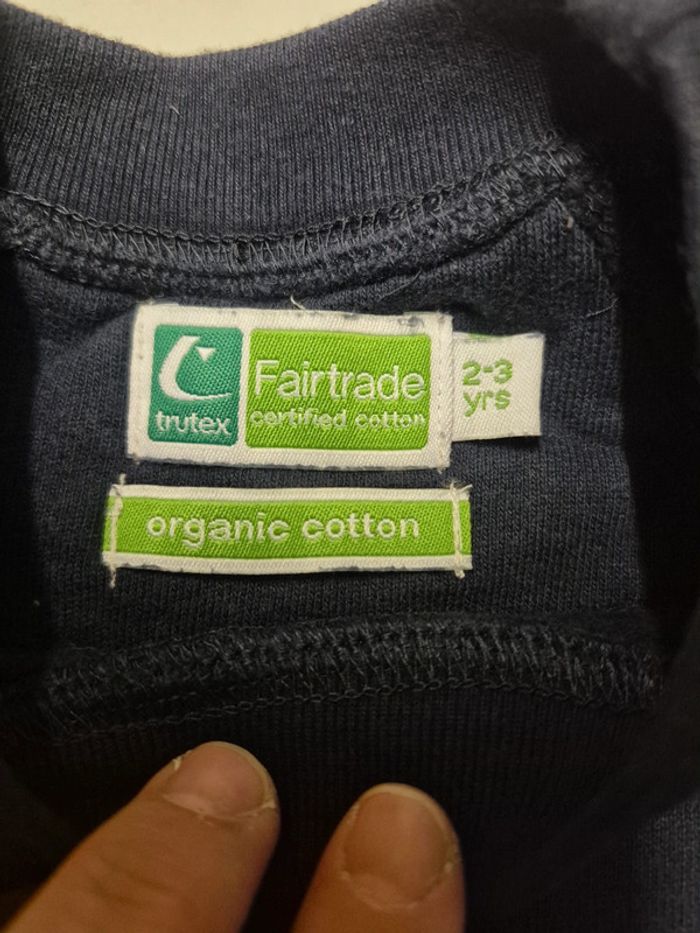 trutex
Fairtrade
certified cotton
2-3
yrs
organic cotton